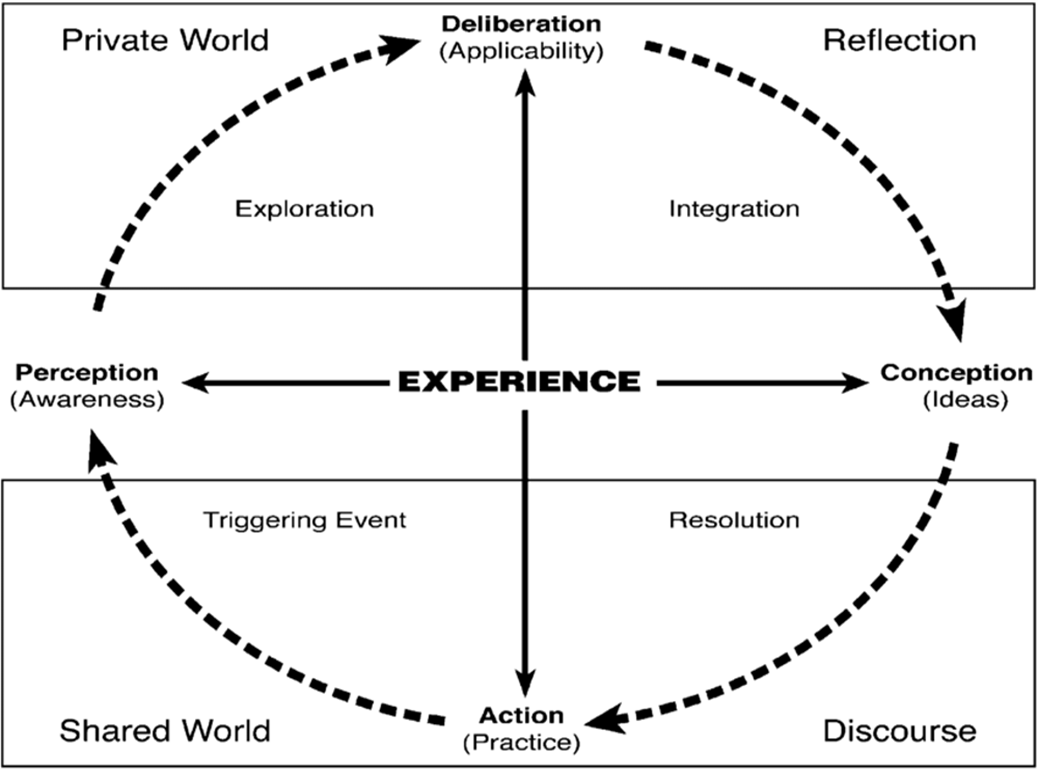 Deliberation
(Applicability)
Private World
Reflection
Exploration
Integration
Perception
(Awareness)
EXPERIENCE
Conception
(Ideas)
Triggering Event
Resolution
Action
(Practice)
Shared World
Discourse